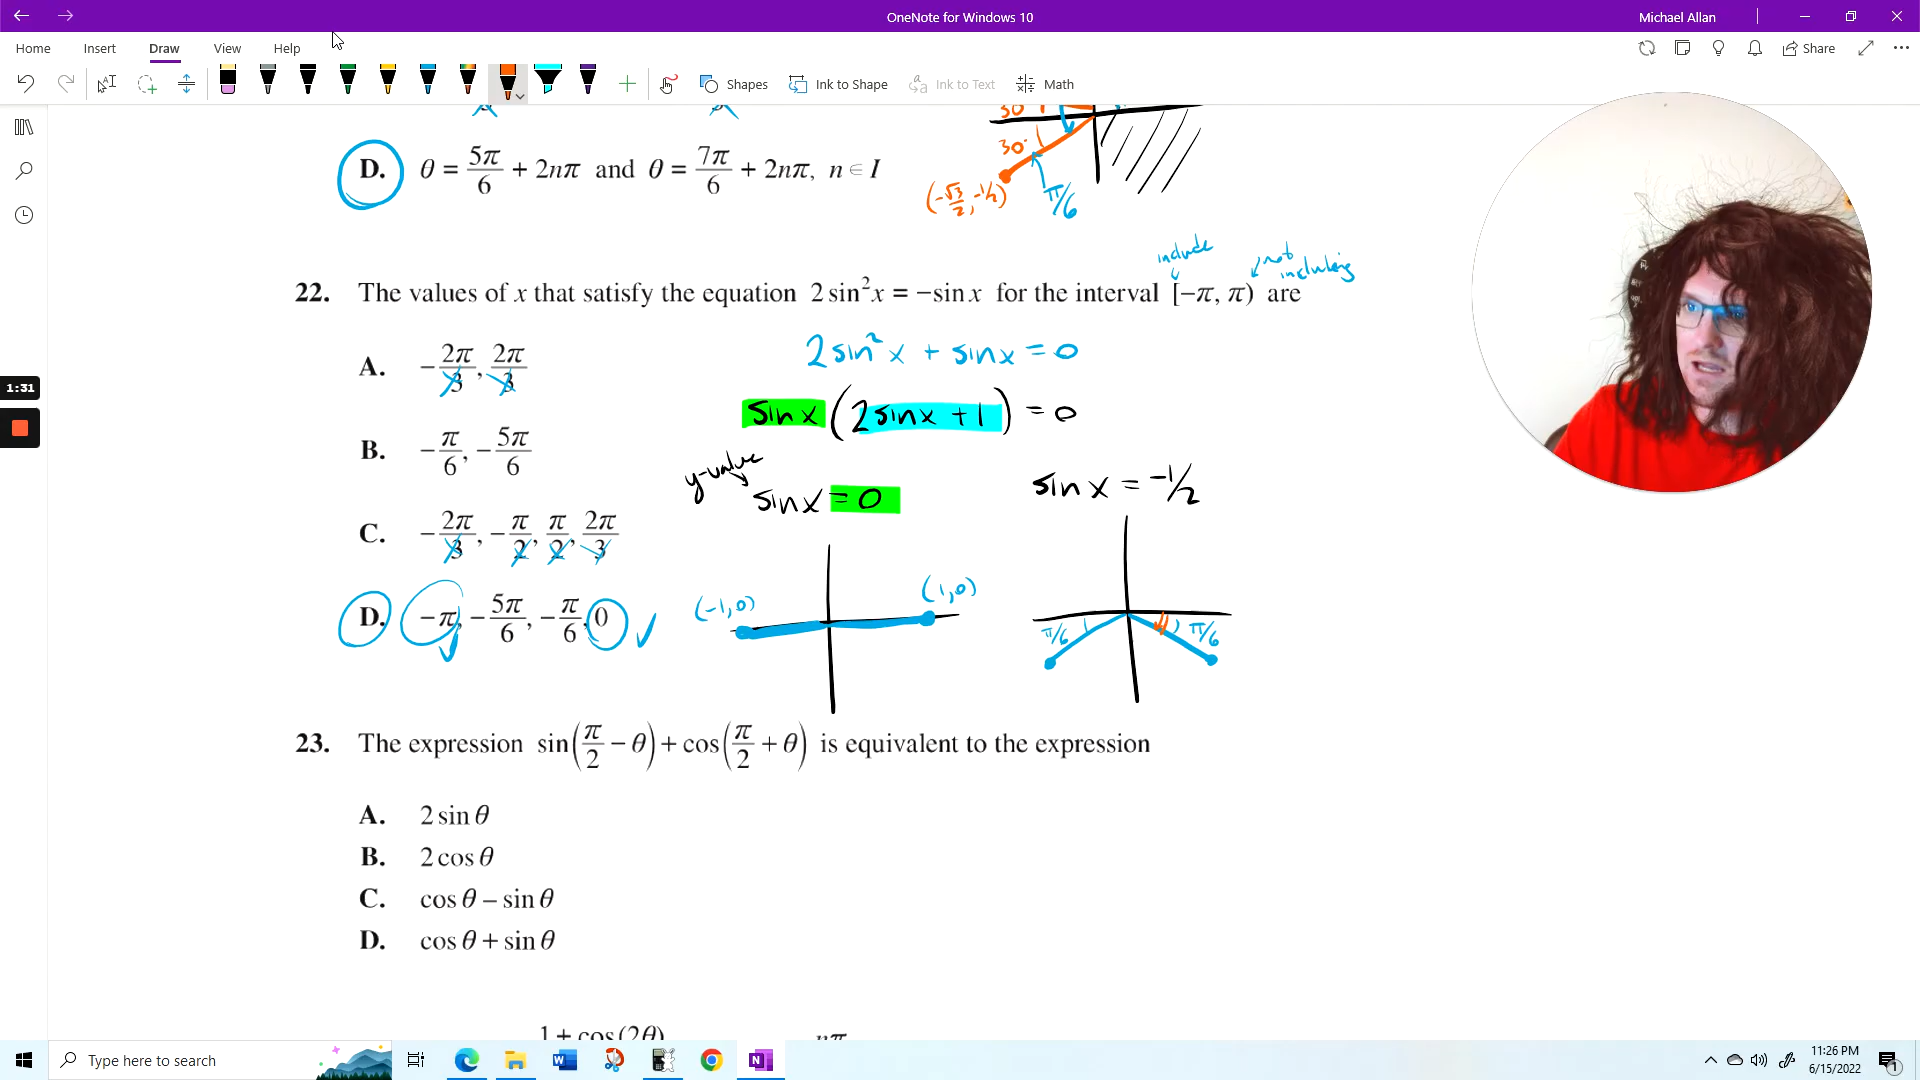 OneNote for Windows 10
Michael Allan
Home Insert Draw View Help
Share
Shapes
Ink to Shape
Ink to Text
Math
D. θ = 5π/6 + 2nπ and θ = 7π/6 + 2nπ, n ∈ I
30°
30°
(-√3/2, -1/2)
π/6
include
not including
22. The values of x that satisfy the equation 2 sin²x = −sin x for the interval [−π, π) are
2sin²x + sinx = 0
A. −2π/3, 2π/3
sinx(2sinx + 1) = 0
B. −π/6, −5π/6
y-value
sinx = 0
sinx = -1/2
C. −2π/3, −π/2, π/2, 2π/3
D. −π, −5π/6, −π/6, 0
(-1,0)
(1,0)
π/6
π/6
23. The expression sin(π/2 − θ) + cos(π/2 + θ) is equivalent to the expression
A. 2 sin θ
B. 2 cos θ
C. cos θ − sin θ
D. cos θ + sin θ
1 + cos(2θ)
nπ
1:31
Type here to search
11:26 PM
6/15/2022